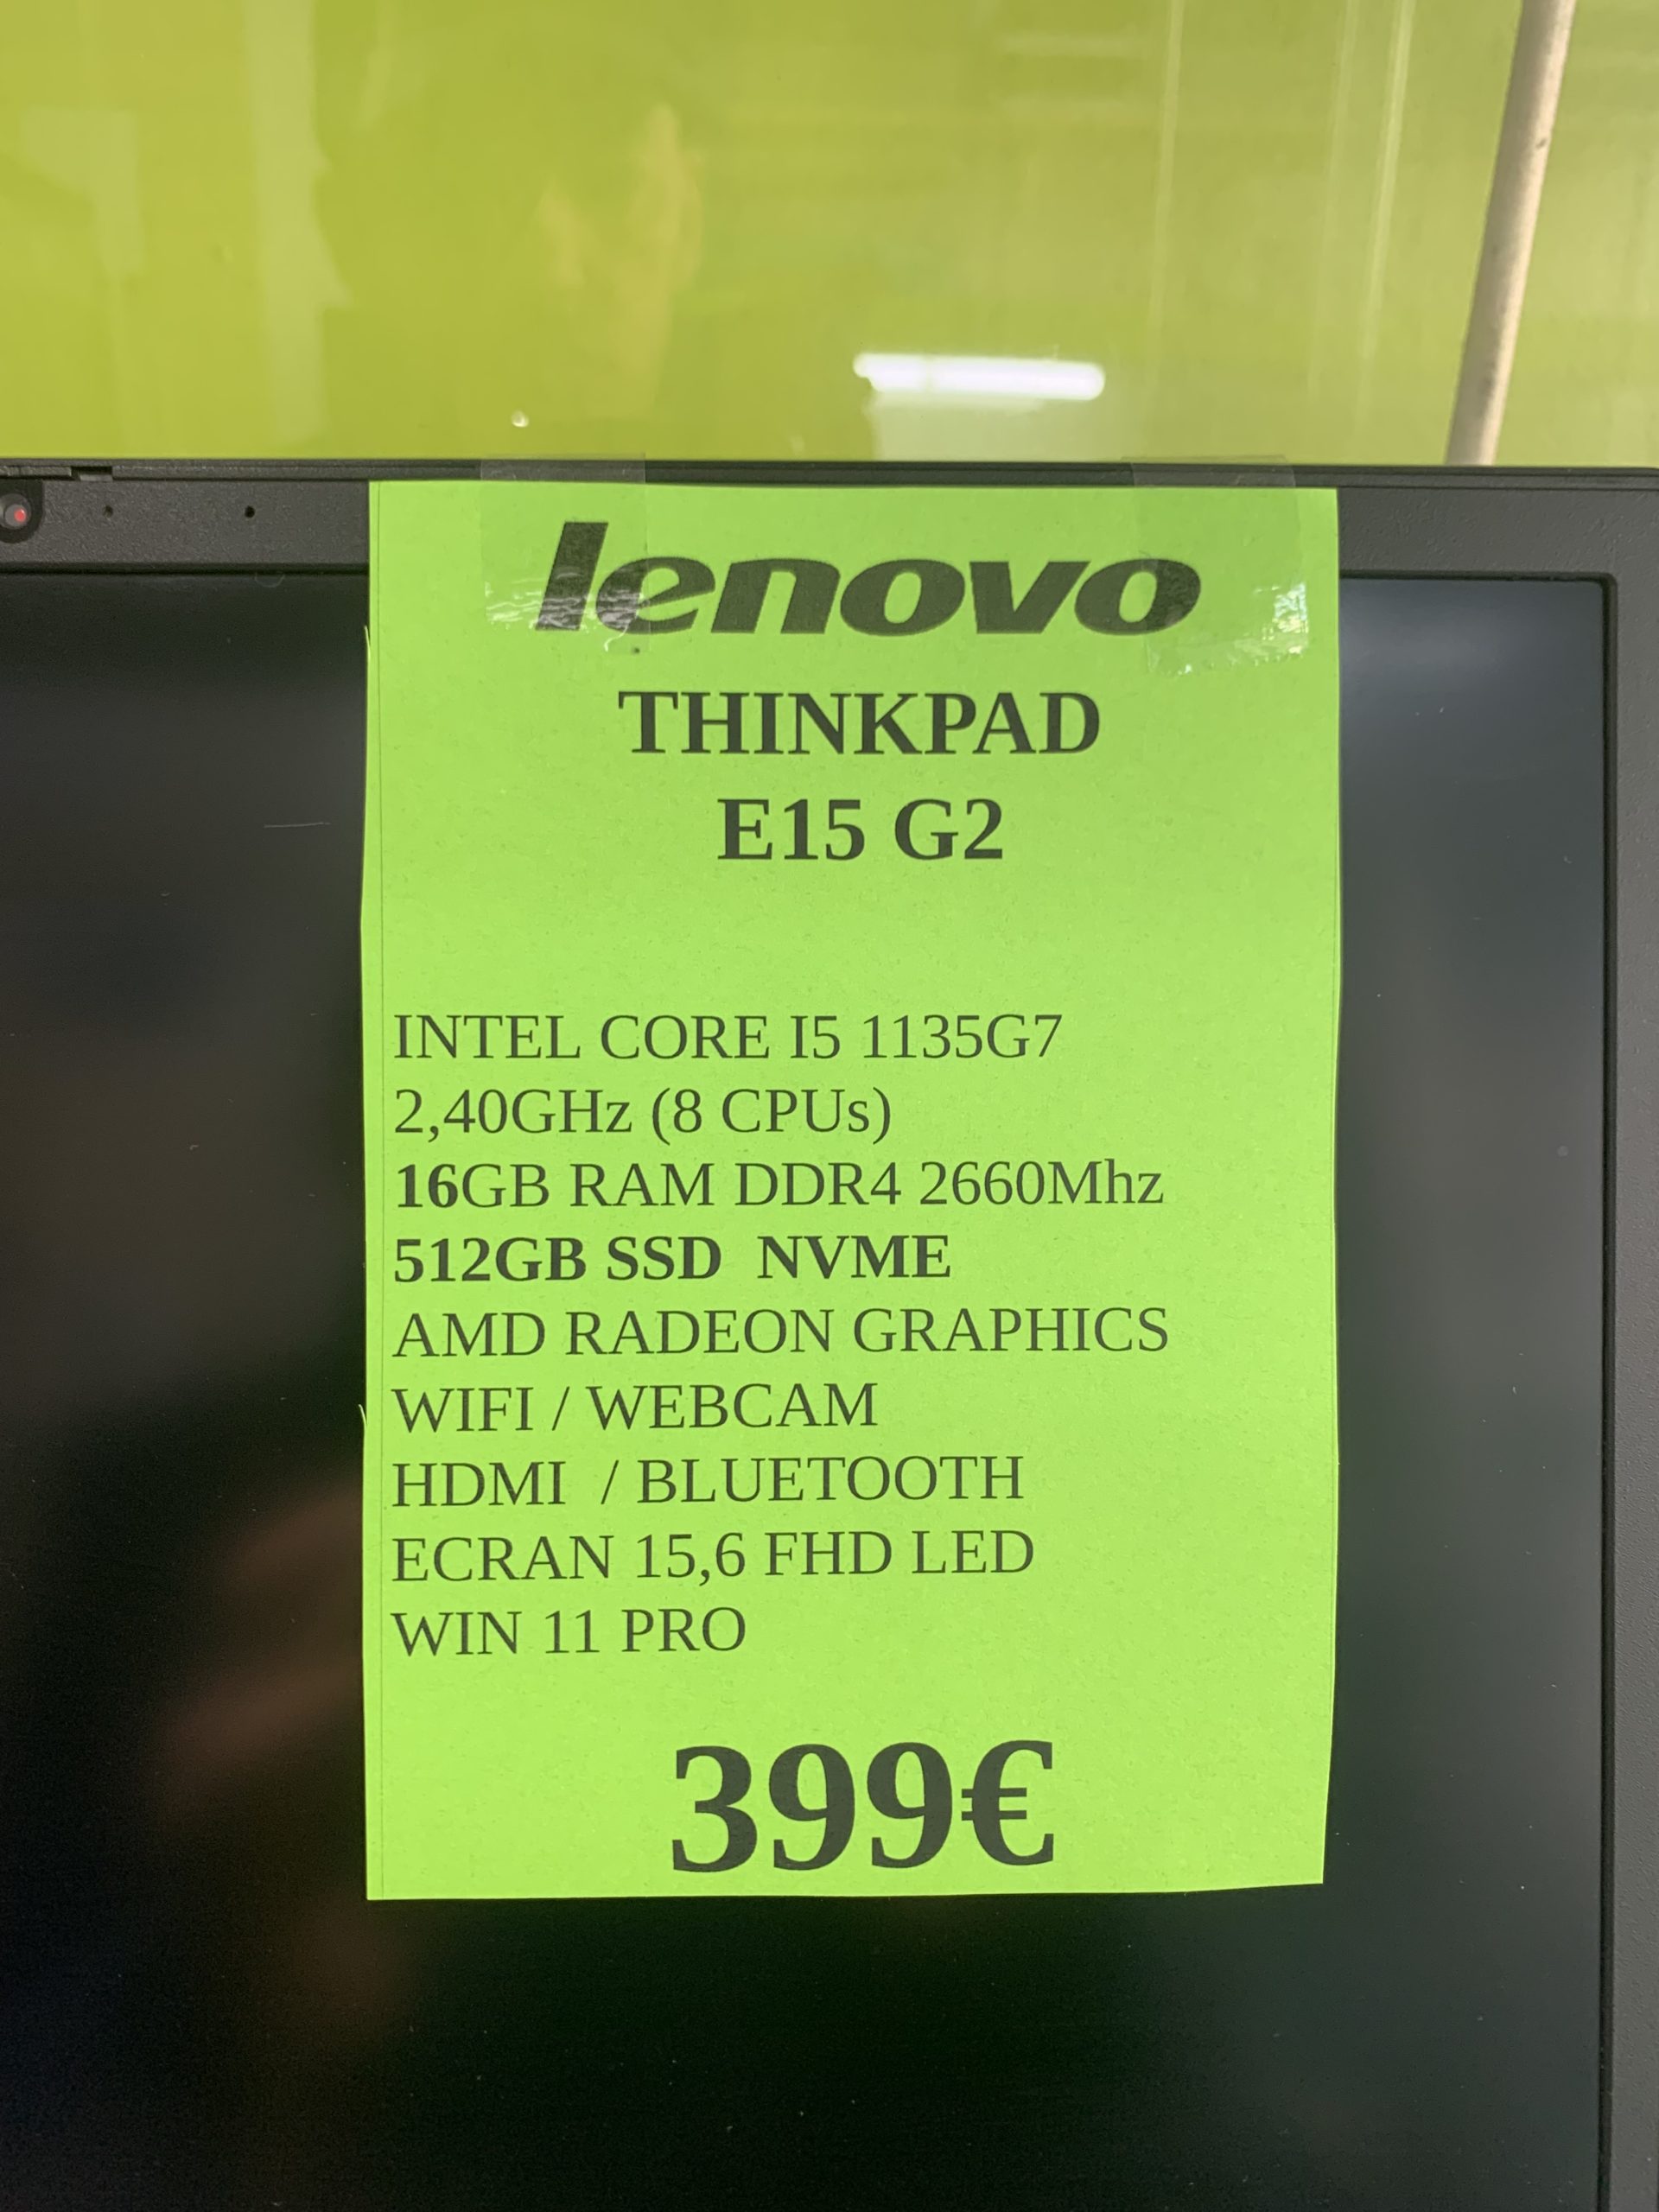 lenovo
THINKPAD
E15 G2
INTEL CORE I5 1135G7
2,40GHz (8 CPUs)
16GB RAM DDR4 2660Mhz
512GB SSD  NVME
AMD RADEON GRAPHICS
WIFI / WEBCAM
HDMI  / BLUETOOTH
ECRAN 15,6 FHD LED
WIN 11 PRO
399€